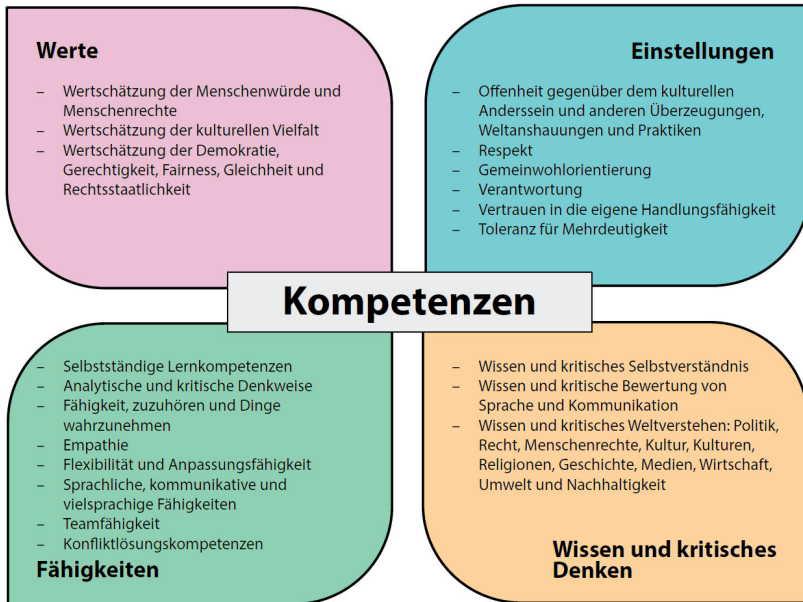 Werte
– Wertschätzung der Menschenwürde und
Menschenrechte
– Wertschätzung der kulturellen Vielfalt
– Wertschätzung der Demokratie,
Gerechtigkeit, Fairness, Gleichheit und
Rechtsstaatlichkeit
Einstellungen
– Offenheit gegenüber dem kulturellen
Anderssein und anderen Überzeugungen,
Weltanshauungen und Praktiken
– Respekt
– Gemeinwohlorientierung
– Verantwortung
– Vertrauen in die eigene Handlungsfähigkeit
– Toleranz für Mehrdeutigkeit
Kompetenzen
– Selbstständige Lernkompetenzen
– Analytische und kritische Denkweise
– Fähigkeit, zuzuhören und Dinge
wahrzunehmen
– Empathie
– Flexibilität und Anpassungsfähigkeit
– Sprachliche, kommunikative und
vielsprachige Fähigkeiten
– Teamfähigkeit
– Konfliktlösungskompetenzen
Fähigkeiten
– Wissen und kritisches Selbstverständnis
– Wissen und kritische Bewertung von
Sprache und Kommunikation
– Wissen und kritisches Weltverstehen: Politik,
Recht, Menschenrechte, Kultur, Kulturen,
Religionen, Geschichte, Medien, Wirtschaft,
Umwelt und Nachhaltigkeit
Wissen und kritisches
Denken